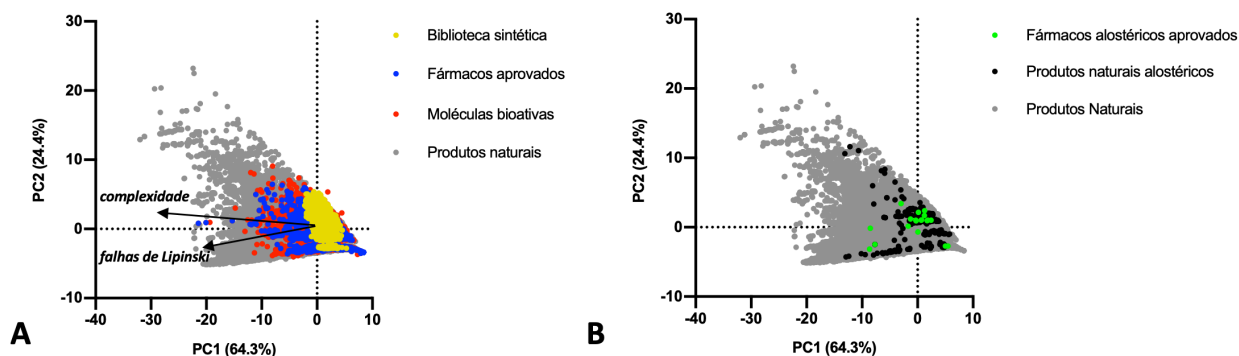 30
20
10
0
-10
-40
-30
-20
-10
0
10
PC2 (24.4%)
PC1 (64.3%)
complexidade
falhas de Lipinski
Biblioteca sintética
Fármacos aprovados
Moléculas bioativas
Produtos naturais
A
30
20
10
0
-10
-40
-30
-20
-10
0
10
PC2 (24.4%)
PC1 (64.3%)
Fármacos alostéricos aprovados
Produtos naturais alostéricos
Produtos Naturais
B